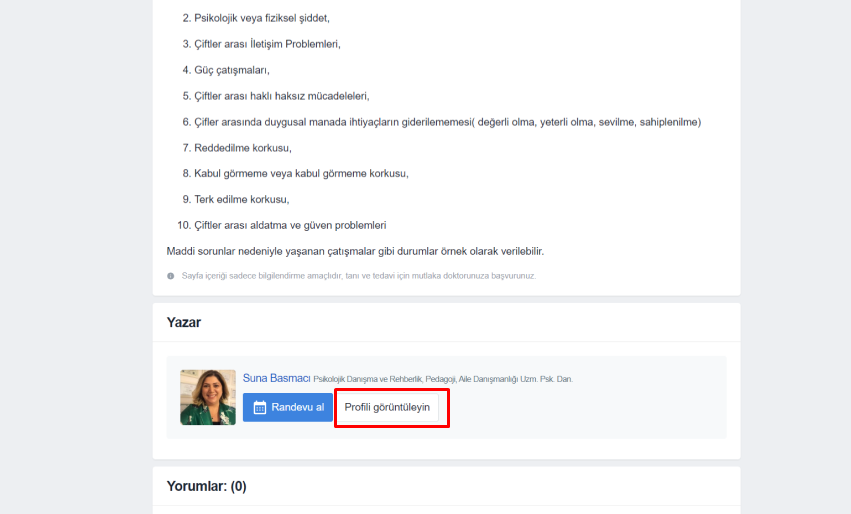 2. Psikolojik veya fiziksel şiddet,
3. Çiftler arası İletişim Problemleri,
4. Güç çatışmaları,
5. Çiftler arası haklı haksız mücadeleleri,
6. Çifler arasında duygusal manada ihtiyaçların giderilememesi( değerli olma, yeterli olma, sevilme, sahiplenilme)
7. Reddedilme korkusu,
8. Kabul görmeme veya kabul görmeme korkusu,
9. Terk edilme korkusu,
10. Çiftler arası aldatma ve güven problemleri
Maddi sorunlar nedeniyle yaşanan çatışmalar gibi durumlar örnek olarak verilebilir.
Sayfa içeriği sadece bilgilendirme amaçlıdır, tanı ve tedavi için mutlaka doktorunuza başvurunuz.
Yazar
Suna Basmacı Psikolojik Danışma ve Rehberlik, Pedagoji, Aile Danışmanlığı Uzm. Psk. Dan.
Randevu al Profili görüntüleyin
Yorumlar: (0)